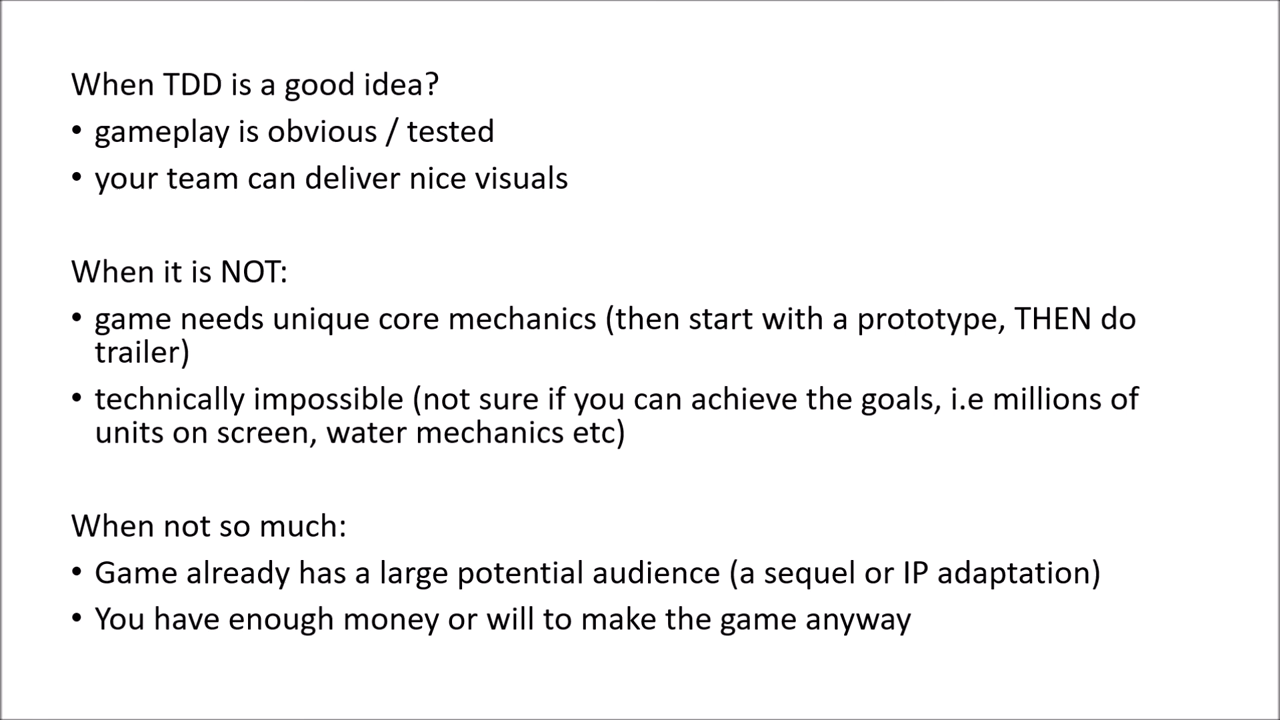 When TDD is a good idea?
• gameplay is obvious / tested
• your team can deliver nice visuals
When it is NOT:
• game needs unique core mechanics (then start with a prototype, THEN do
trailer)
• technically impossible (not sure if you can achieve the goals, i.e millions of
units on screen, water mechanics etc)
When not so much:
• Game already has a large potential audience (a sequel or IP adaptation)
• You have enough money or will to make the game anyway